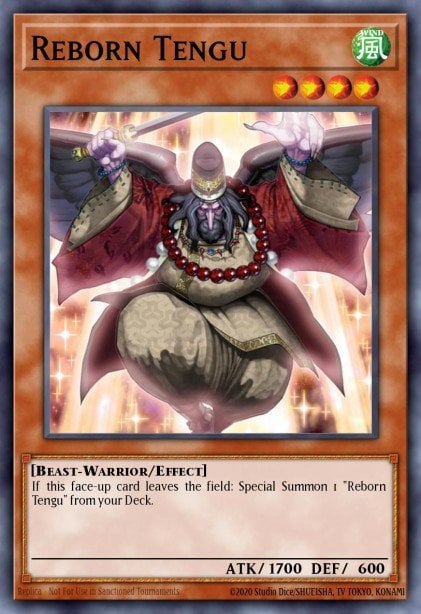 Reborn Tengu
WIND
風
[Beast-Warrior/Effect]
If this face-up card leaves the field: Special Summon 1 "Reborn
Tengu" from your Deck.
ATK/ 1700 DEF/ 600
Replica - Not For Use in Sanctioned Tournaments
©2020 Studio Dice/SHUEISHA, TV TOKYO, KONAMI